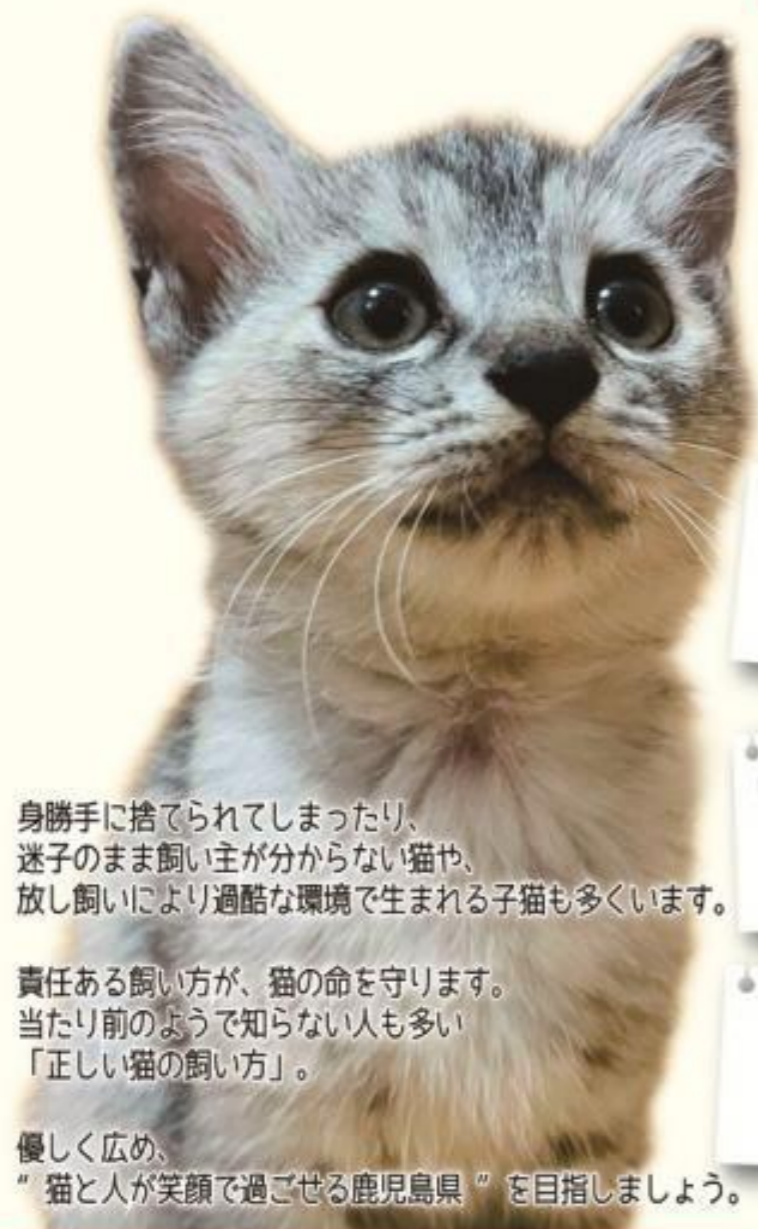 身勝手に捨てられてしまったり、
迷子のまま飼い主が分からない猫や、
放し飼いにより過酷な環境で生まれる子猫も多くいます。
責任ある飼い方が、猫の命を守ります。
当たり前のようで知らない人も多い
「正しい猫の飼い方」。
優しく広め、
“ 猫と人が笑顔で過ごせる鹿児島県 ” を目指しましょう。